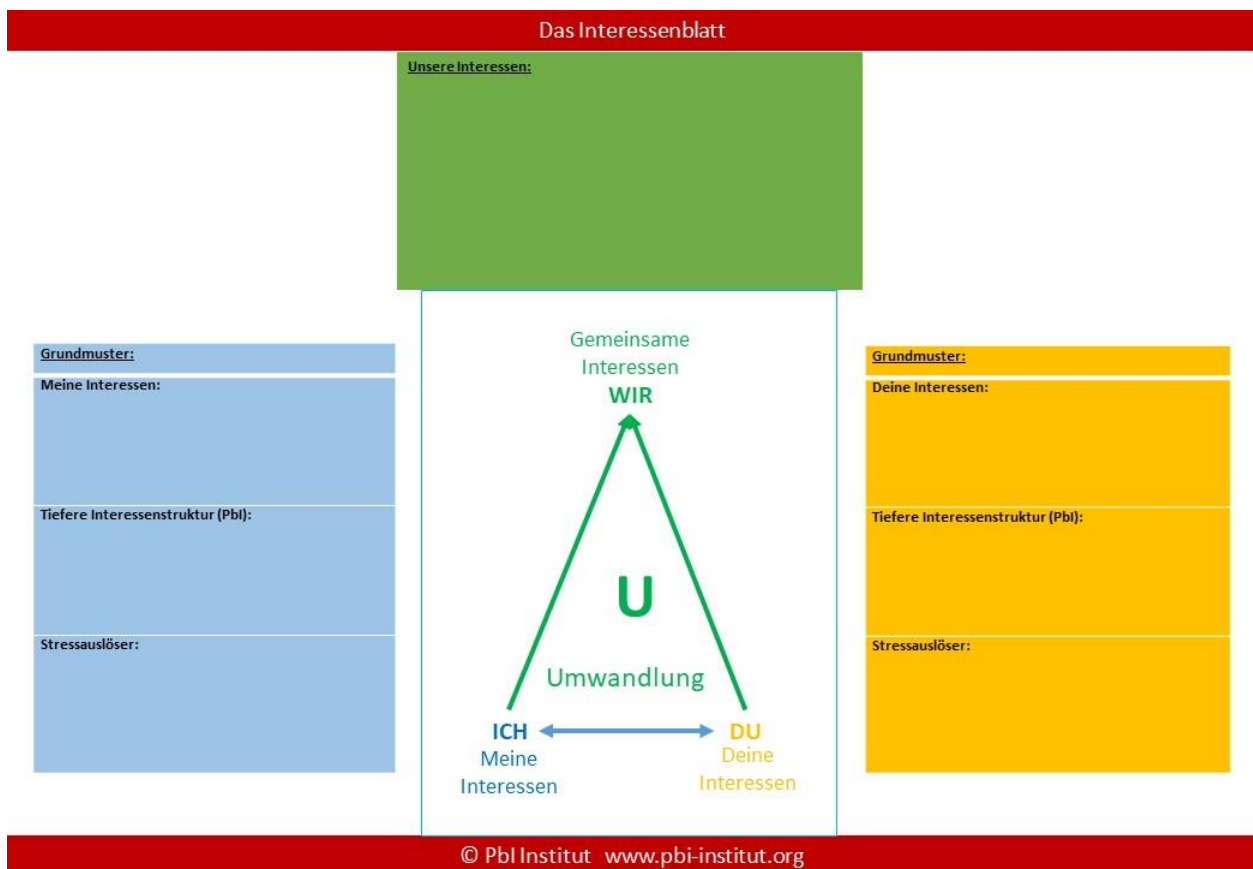 Das Interessenblatt
Unsere Interessen:
Grundmuster:
Meine Interessen:
Tiefere Interessenstruktur (PbI):
Stressauslöser:
Gemeinsame
Interessen
WIR
U
Umwandlung
ICH
Meine
Interessen
DU
Deine
Interessen
Grundmuster:
Deine Interessen:
Tiefere Interessenstruktur (PbI):
Stressauslöser:
© PbI Institut www.pbi-institut.org